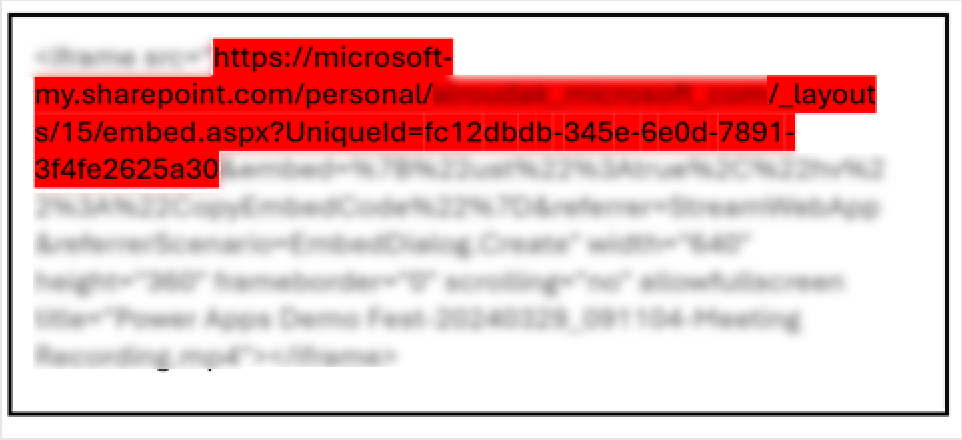 <iframe src="https://microsoft-
my.sharepoint.com/personal/ /_layout
s/15/embed.aspx?UniqueId=fc12dbdb-345e-6e0d-7891-
3f4fe2625a30&embed=%7B%22ust%22%3Atrue%2C%22hv%2
2%3A%22CopyEmbedCode%22%7D&referrer=StreamWebApp
&referrerScenario=EmbedDialog.Create" width="640"
height="360" frameborder="0" scrolling="no" allowfullscreen
title="Power Apps Demo Fest-20240329_091104-Meeting
Recording.mp4"></iframe>